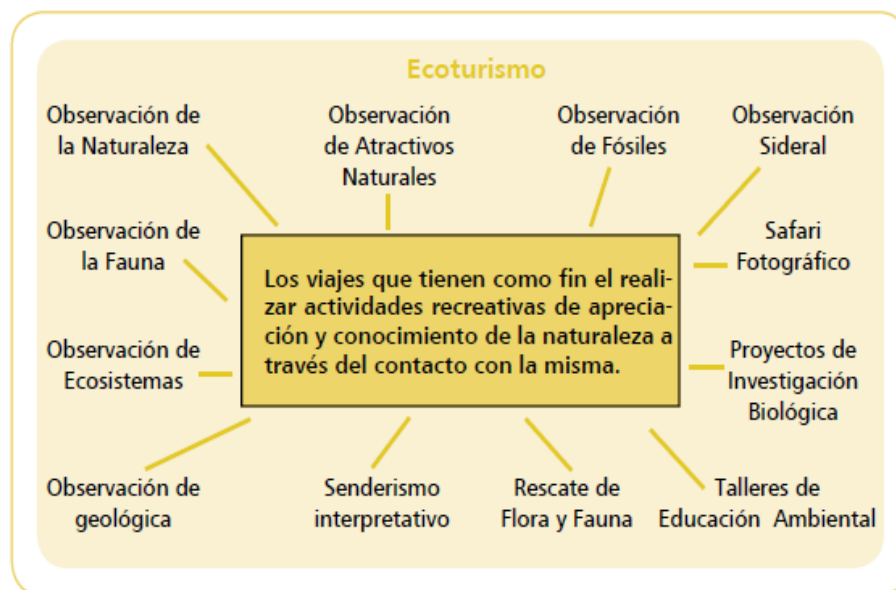 Ecoturismo
Observación de
la Naturaleza
Observación
de Atractivos
Naturales
Observación
de Fósiles
Observación
Sideral
Observación de
la Fauna
Safari
Fotográfico
Los viajes que tienen como fin el reali-
zar actividades recreativas de aprecia-
ción y conocimiento de la naturaleza a
través del contacto con la misma.
Observación de
Ecosistemas
Proyectos de
Investigación
Biológica
Observación de
geológica
Senderismo
interpretativo
Rescate de
Flora y Fauna
Talleres de
Educación Ambiental